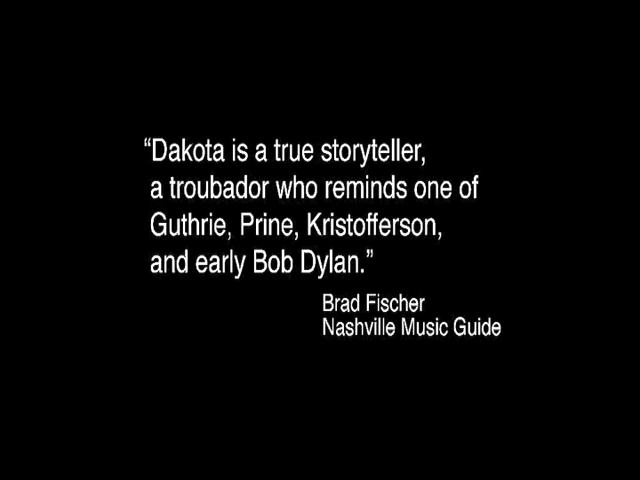 “Dakota is a true storyteller,
a troubador who reminds one of
Guthrie, Prine, Kristofferson,
and early Bob Dylan.”
Brad Fischer
Nashville Music Guide